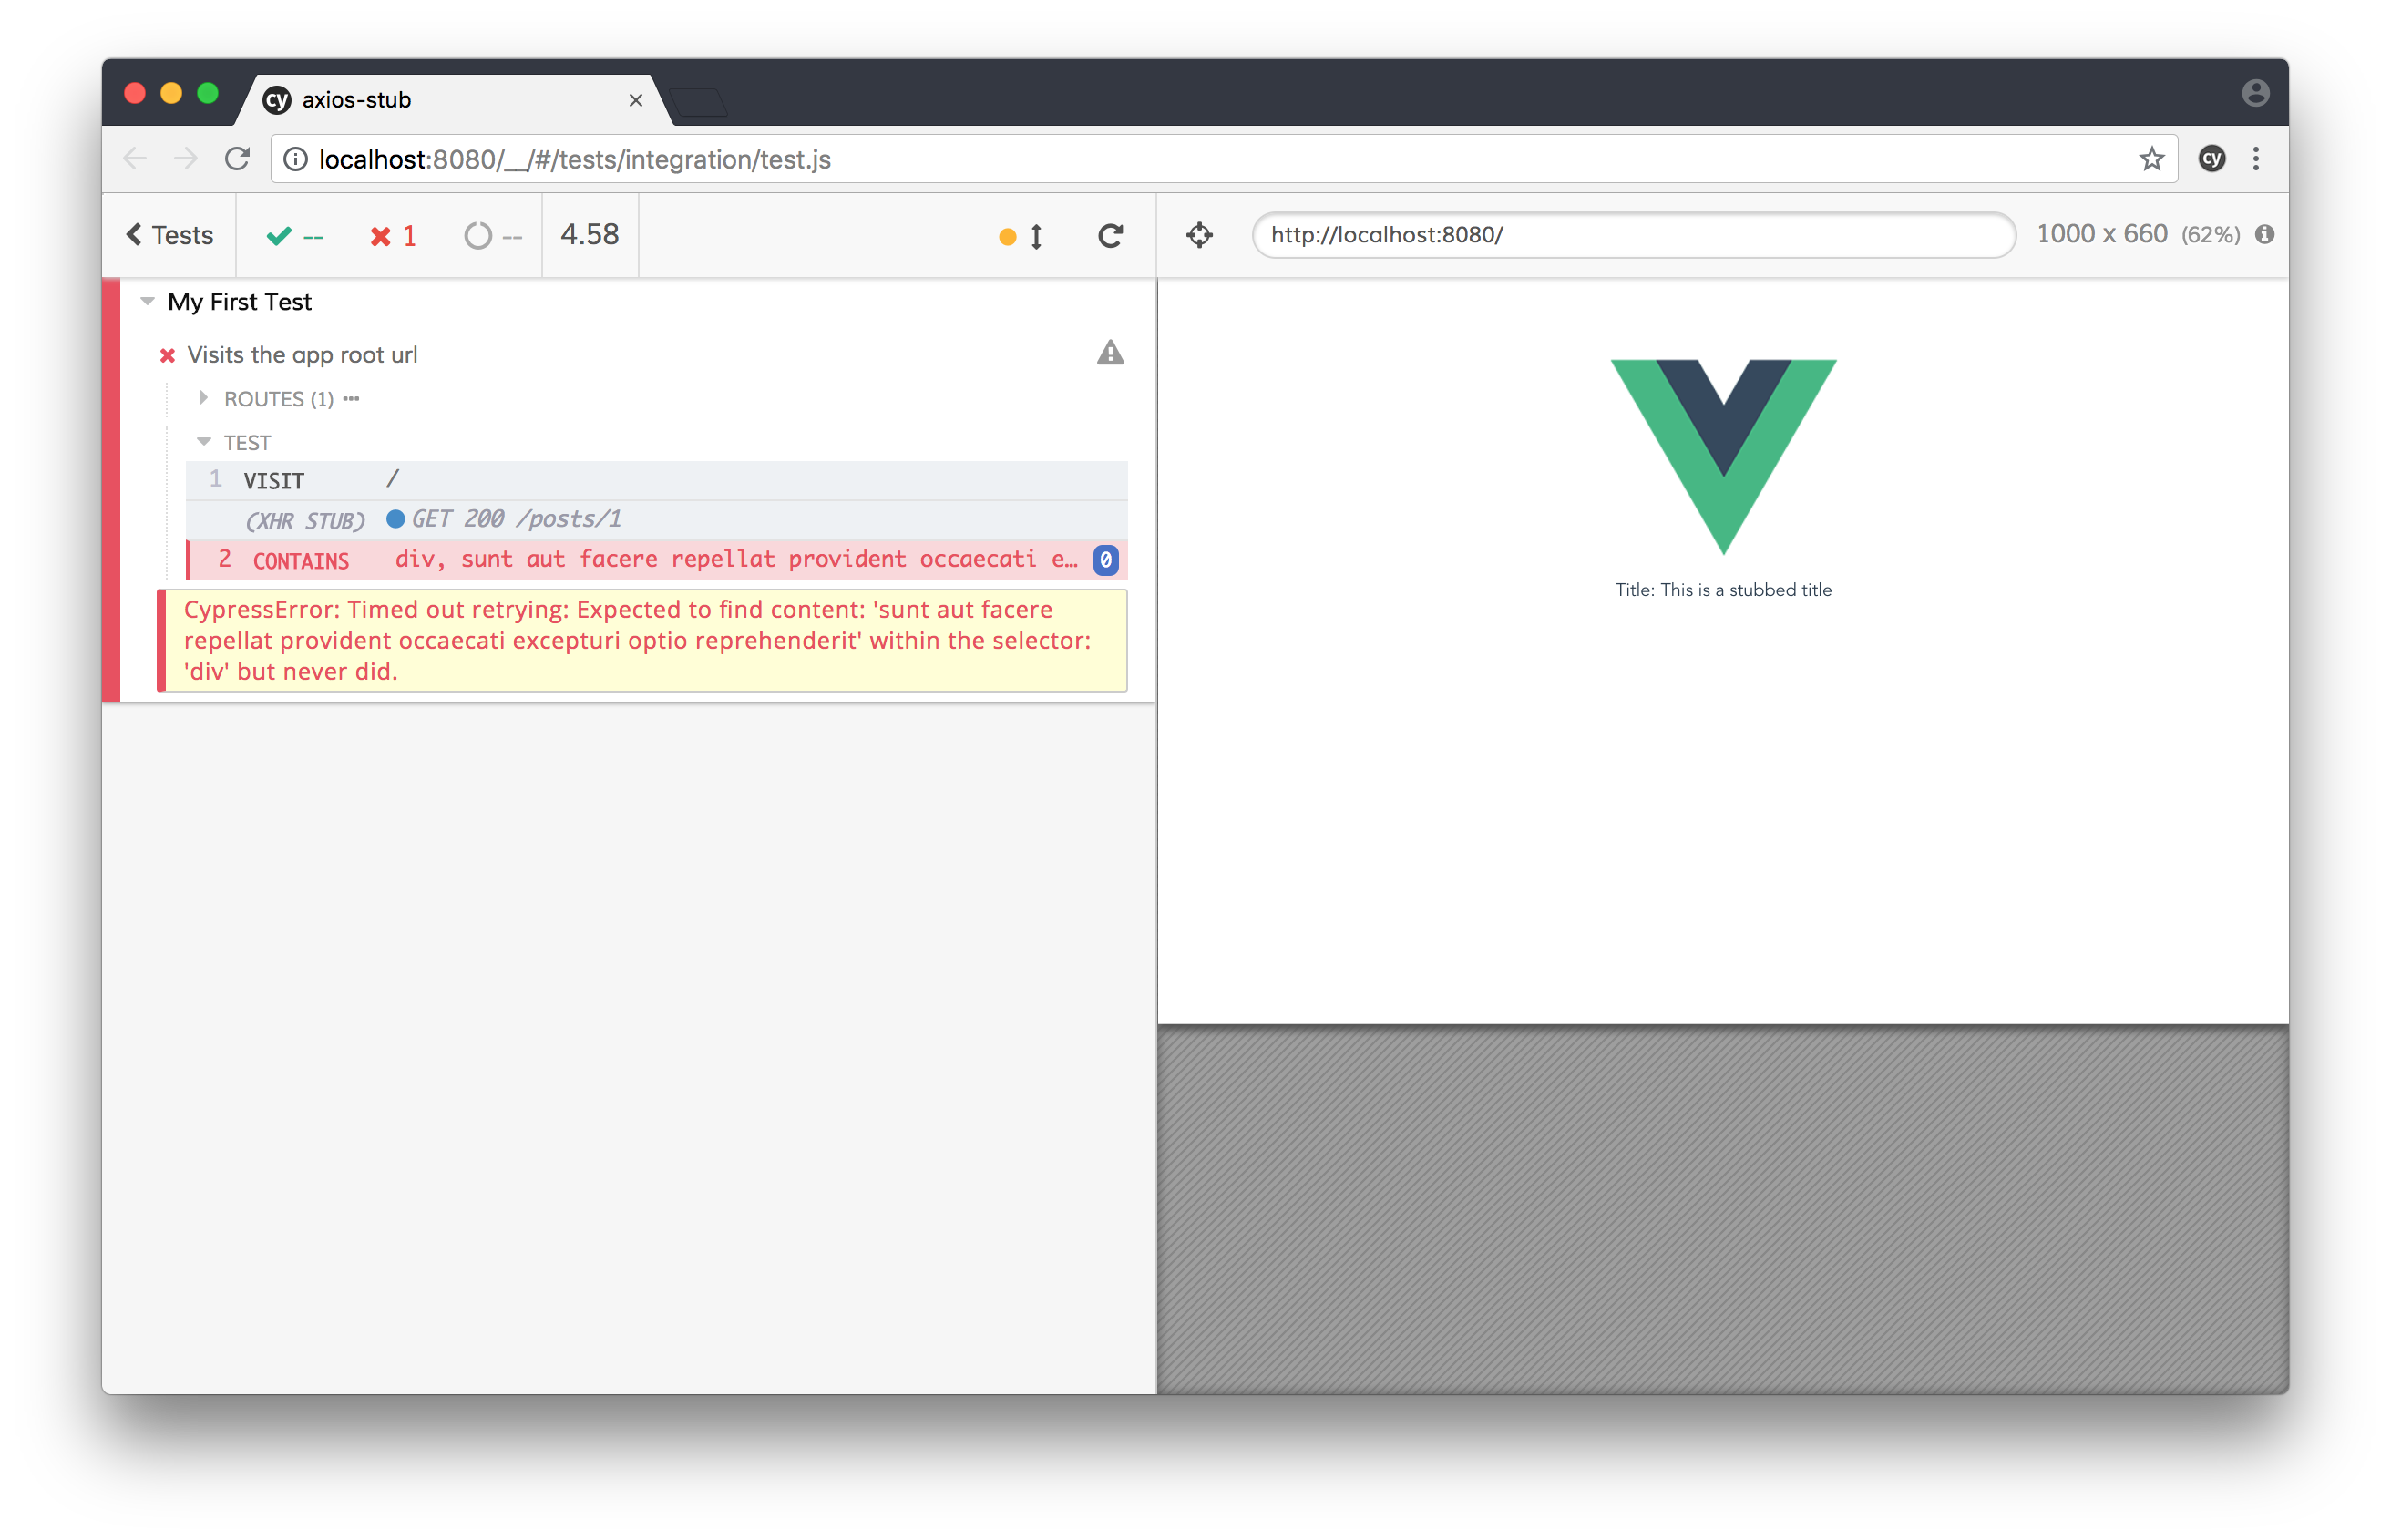 cy axios-stub
localhost:8080/__/#/tests/integration/test.js
cy
Tests
--
1
--
4.58
http://localhost:8080/
1000 x 660 (62%)
My First Test
Visits the app root url
ROUTES (1)
TEST
1 VISIT /
(XHR STUB) GET 200 /posts/1
2 CONTAINS div, sunt aut facere repellat provident occaecati e… 0
CypressError: Timed out retrying: Expected to find content: 'sunt aut facere
repellat provident occaecati excepturi optio reprehenderit' within the selector:
'div' but never did.
Title: This is a stubbed title